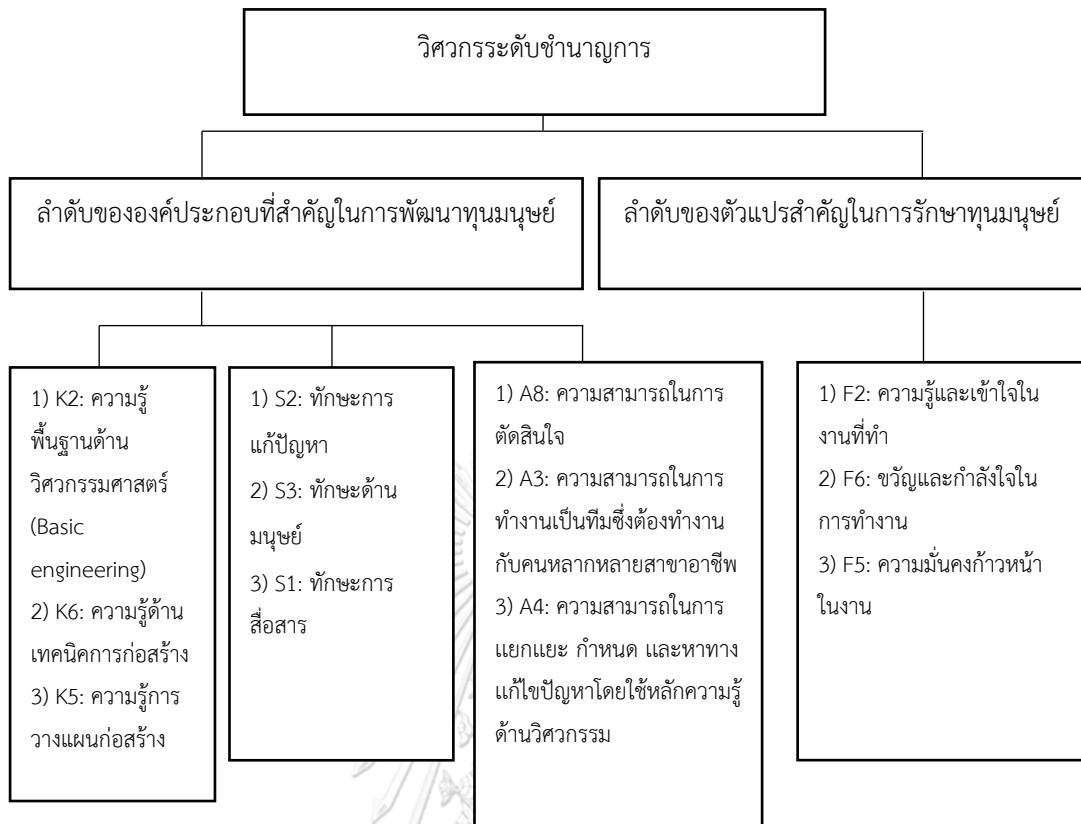 วิศวกรระดับชำนาญการ
ลำดับขององค์ประกอบที่สำคัญในการพัฒนาทุนมนุษย์
ลำดับของตัวแปรสำคัญในการรักษาทุนมนุษย์
1) K2: ความรู้
พื้นฐานด้าน
วิศวกรรมศาสตร์
(Basic
engineering)
2) K6: ความรู้ด้าน
เทคนิคการก่อสร้าง
3) K5: ความรู้การ
วางแผนก่อสร้าง
1) S2: ทักษะการ
แก้ปัญหา
2) S3: ทักษะด้าน
มนุษย์
3) S1: ทักษะการ
สื่อสาร
1) A8: ความสามารถในการ
ตัดสินใจ
2) A3: ความสามารถในการ
ทำงานเป็นทีมซึ่งต้องทำงาน
กับคนหลากหลายสาขาอาชีพ
3) A4: ความสามารถในการ
แยกแยะ กำหนด และหาทาง
แก้ไขปัญหาโดยใช้หลักความรู้
ด้านวิศวกรรม
1) F2: ความรู้และเข้าใจใน
งานที่ทำ
2) F6: ขวัญและกำลังใจใน
การทำงาน
3) F5: ความมั่นคงก้าวหน้า
ในงาน